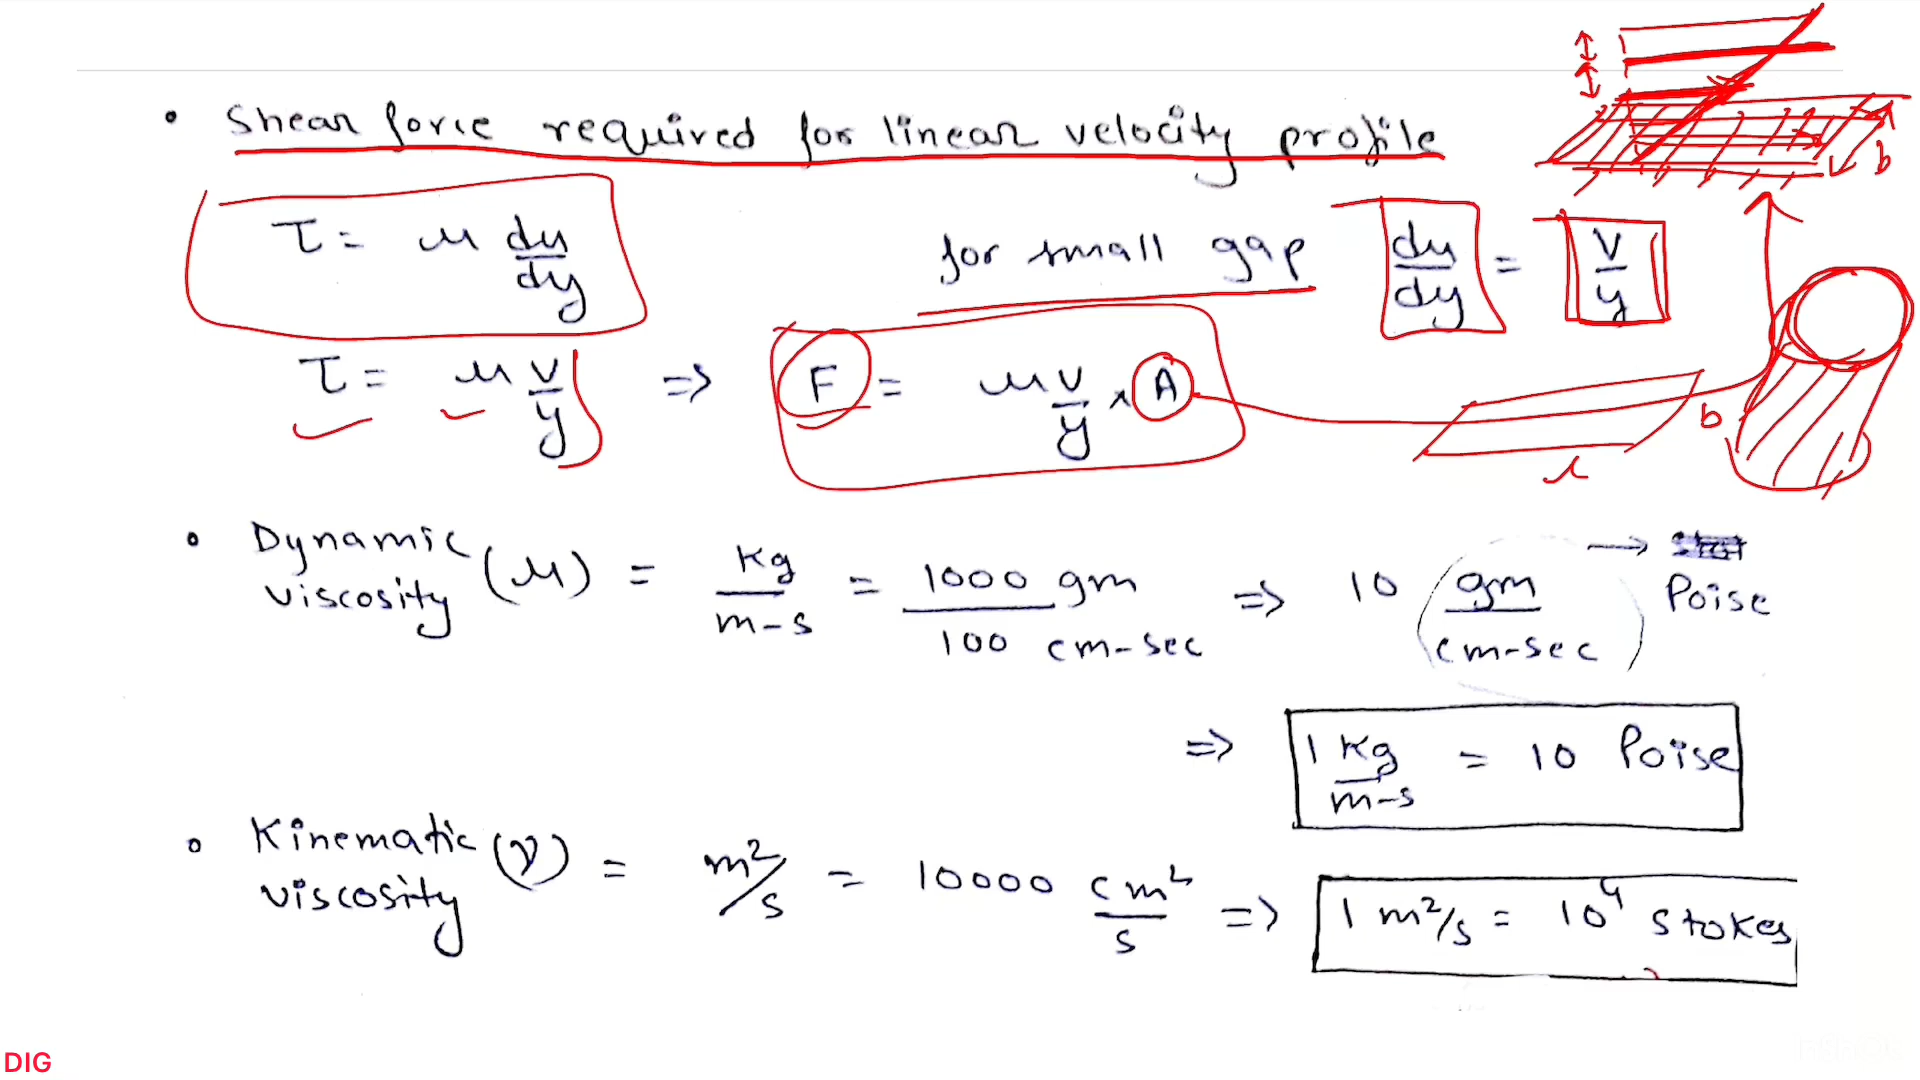 • Shear force required for linear velocity profile
τ = μ du/dy for small gap du/dy = V/y
τ = μ V/y => F = μ V/y × A
b
b
l
• Dynamic viscosity (μ) = Kg/m-s = 1000 gm/100 cm-sec => 10 gm/cm-sec → Poise
=> 1 Kg/m-s = 10 Poise
• Kinematic viscosity (ν) = m²/s = 10000 cm²/s => 1 m²/s = 10⁴ stokes
DIG